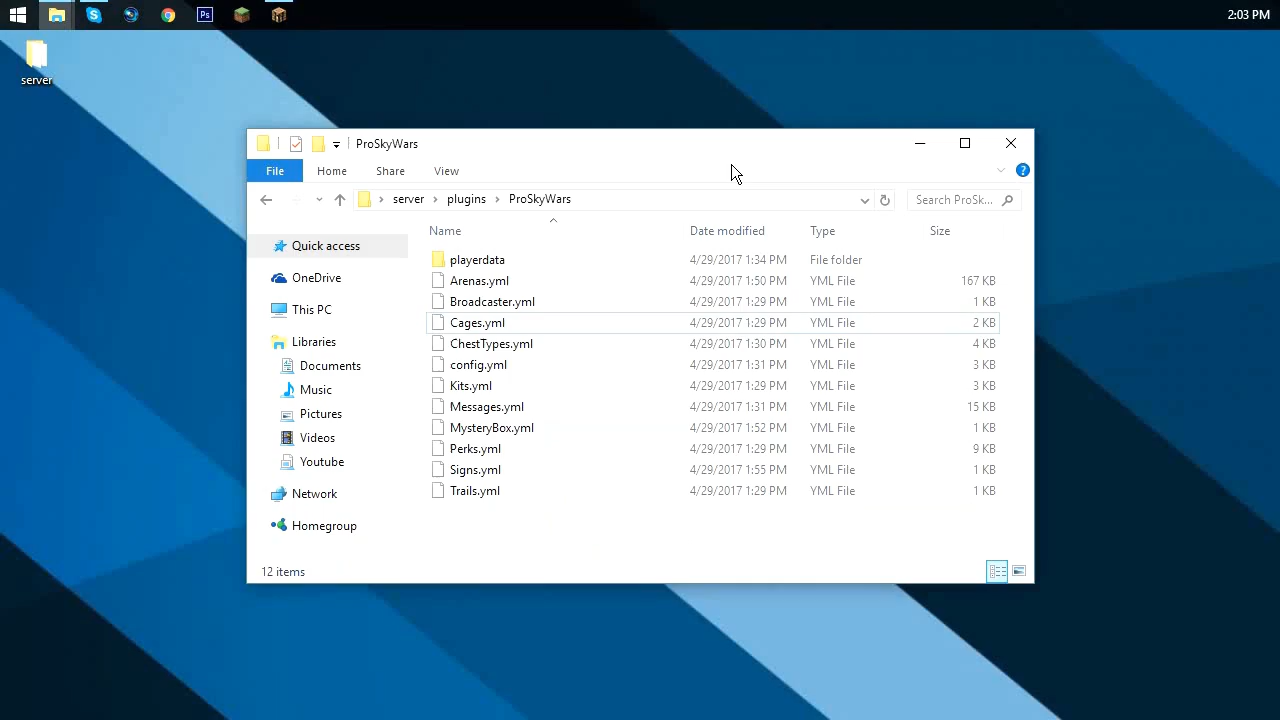 Ps
2:03 PM
server
ProSkyWars
File Home Share View
?
server plugins ProSkyWars Search ProSk...
Name Date modified Type Size
Quick access
OneDrive
This PC
Libraries
Documents
Music
Pictures
Videos
Youtube
Network
Homegroup
playerdata 4/29/2017 1:34 PM File folder
Arenas.yml 4/29/2017 1:50 PM YML File 167 KB
Broadcaster.yml 4/29/2017 1:29 PM YML File 1 KB
Cages.yml 4/29/2017 1:29 PM YML File 2 KB
ChestTypes.yml 4/29/2017 1:30 PM YML File 4 KB
config.yml 4/29/2017 1:31 PM YML File 3 KB
Kits.yml 4/29/2017 1:29 PM YML File 3 KB
Messages.yml 4/29/2017 1:31 PM YML File 15 KB
MysteryBox.yml 4/29/2017 1:52 PM YML File 1 KB
Perks.yml 4/29/2017 1:29 PM YML File 9 KB
Signs.yml 4/29/2017 1:55 PM YML File 1 KB
Trails.yml 4/29/2017 1:29 PM YML File 1 KB
12 items